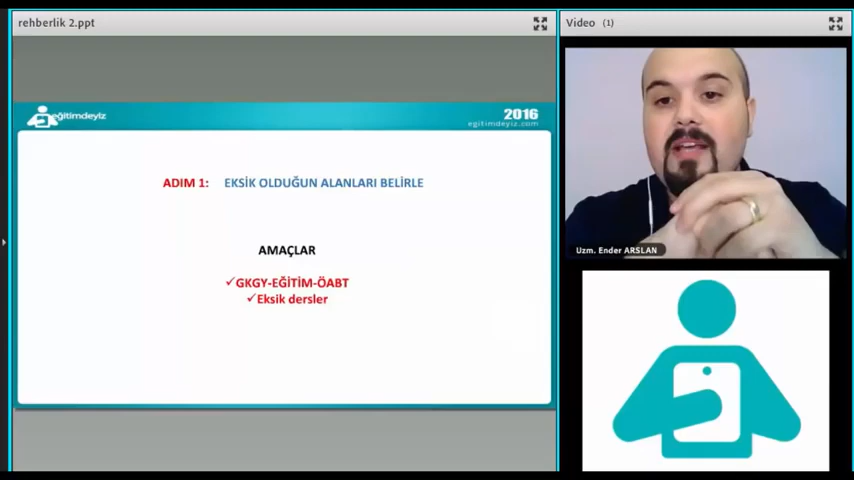 rehberlik 2.ppt
Video (1)
eğitimdeyiz
2016
egitimdeyiz.com
ADIM 1: EKSİK OLDUĞUN ALANLARI BELİRLE
AMAÇLAR
✓GKGY-EĞİTİM-ÖABT
✓Eksik dersler
Uzm. Ender ARSLAN